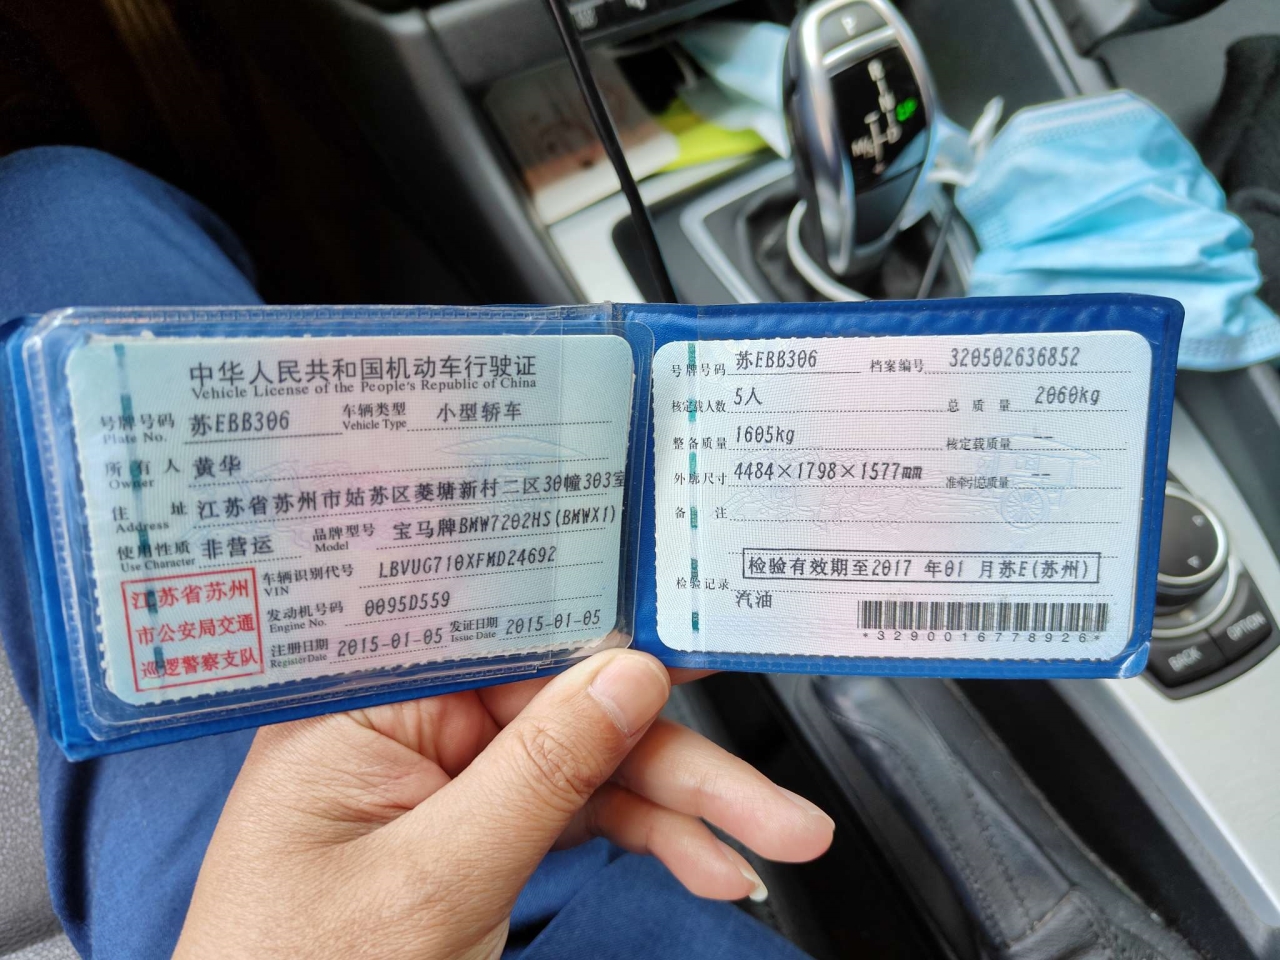 中华人民共和国机动车行驶证
Vehicle License of the People's Republic of China
号牌号码 苏EBB306 车辆类型 小型轿车
Plate No. Vehicle Type
所有人 黄华
Owner
住 址 江苏省苏州市姑苏区菱塘新村二区30幢303室
Address
使用性质 非营运 品牌型号 宝马牌BMW7202HS(BMWX1)
Use Character Model
江苏省苏州
市公安局交通
巡逻警察支队
车辆识别代号 LBVUG710XFMD24692
VIN
发动机号码 0095D559
Engine No.
注册日期 2015-01-05 发证日期 2015-01-05
Register Date Issue Date
号牌号码 苏EBB306 档案编号 320502636852
核定载人数 5人 总质量 2060kg
整备质量 1605kg 核定载质量 --
外廓尺寸 4484×1798×1577mm 准牵引总质量 --
备 注
检验记录 检验有效期至2017 年01 月苏E(苏州)
汽油
*3290016778926*
P
R
N
D
BACK
OPTION